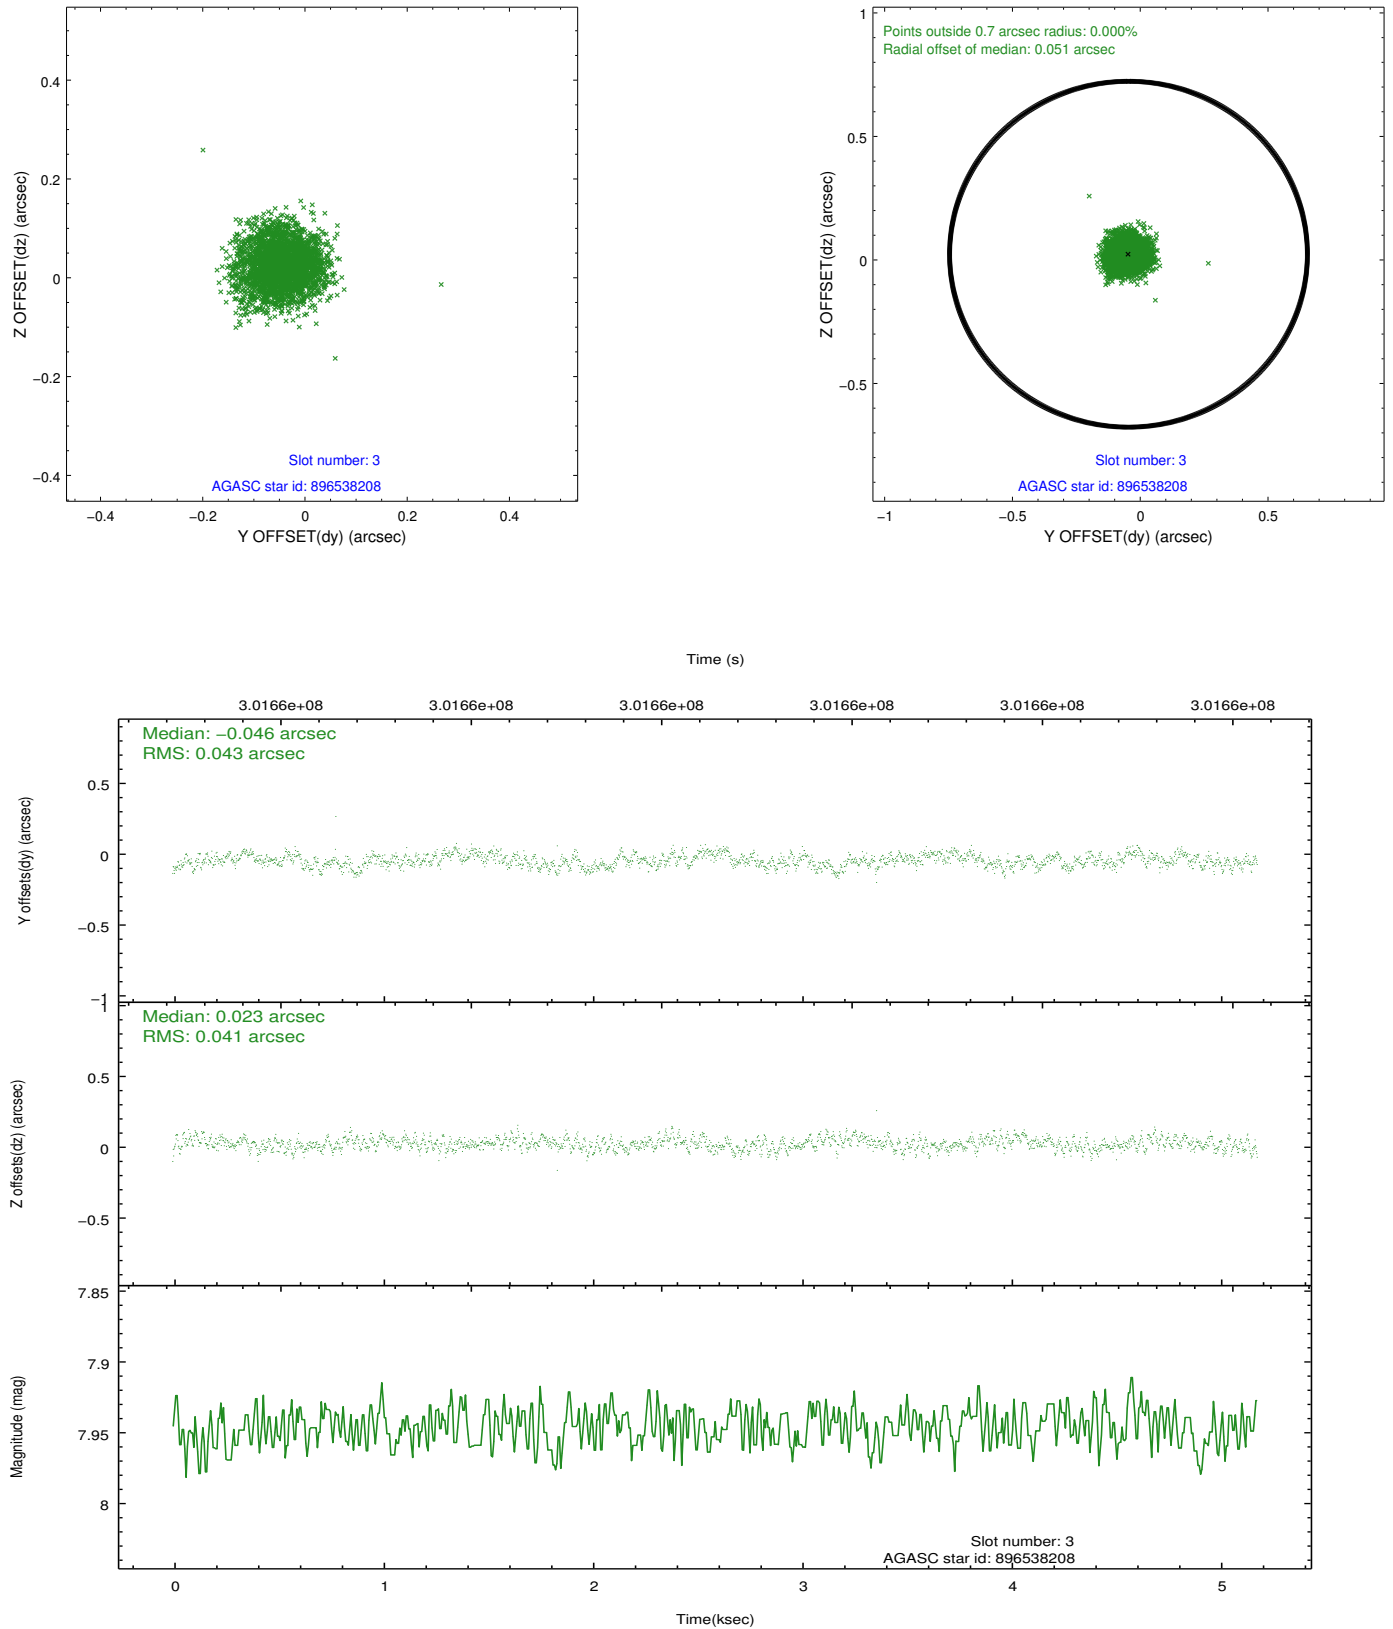 Points outside 0.7 arcsec radius: 0.000%
Radial offset of median: 0.051 arcsec
0.4
0.2
0
−0.2
−0.4
Z OFFSET(dz) (arcsec)
Slot number: 3
AGASC star id: 896538208
−0.4 −0.2 0 0.2 0.4
Y OFFSET(dy) (arcsec)
1
0.5
0
−0.5
Z OFFSET(dz) (arcsec)
Slot number: 3
AGASC star id: 896538208
−1 −0.5 0 0.5
Y OFFSET(dy) (arcsec)
Time (s)
3.0166e+08 3.0166e+08 3.0166e+08 3.0166e+08 3.0166e+08 3.0166e+08
Median: −0.046 arcsec
RMS: 0.043 arcsec
0.5
0
−0.5
−1
Y offsets(dy) (arcsec)
1
Median: 0.023 arcsec
RMS: 0.041 arcsec
0.5
0
−0.5
Z offsets(dz) (arcsec)
7.85
7.9
7.95
8
Magnitude (mag)
Slot number: 3
AGASC star id: 896538208
0 1 2 3 4 5
Time(ksec)